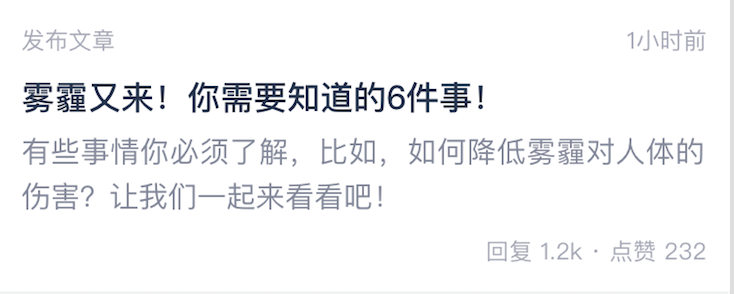 发布文章
1小时前
雾霾又来！你需要知道的6件事！
有些事情你必须了解，比如，如何降低雾霾对人体的
伤害？让我们一起来看看吧！
回复 1.2k · 点赞 232